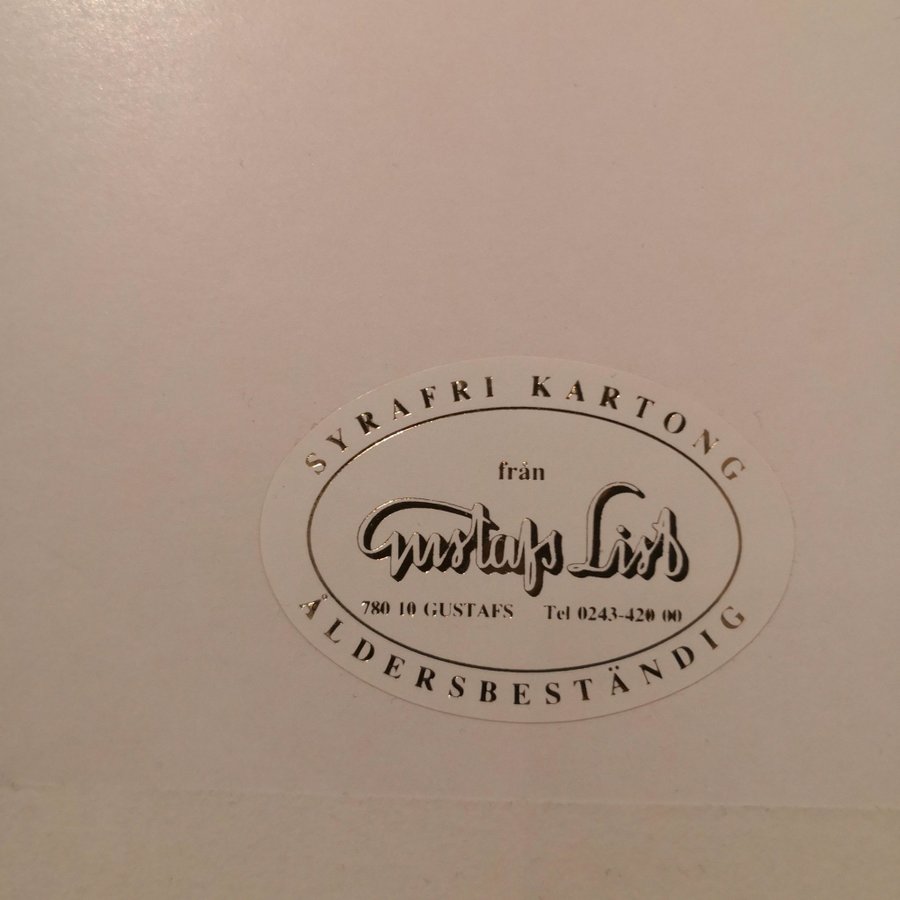 SYRAFRI KARTONG
från
Gustafs List
780 10 GUSTAFS Tel 0243-420 00
ÅLDERSBESTÄNDIG